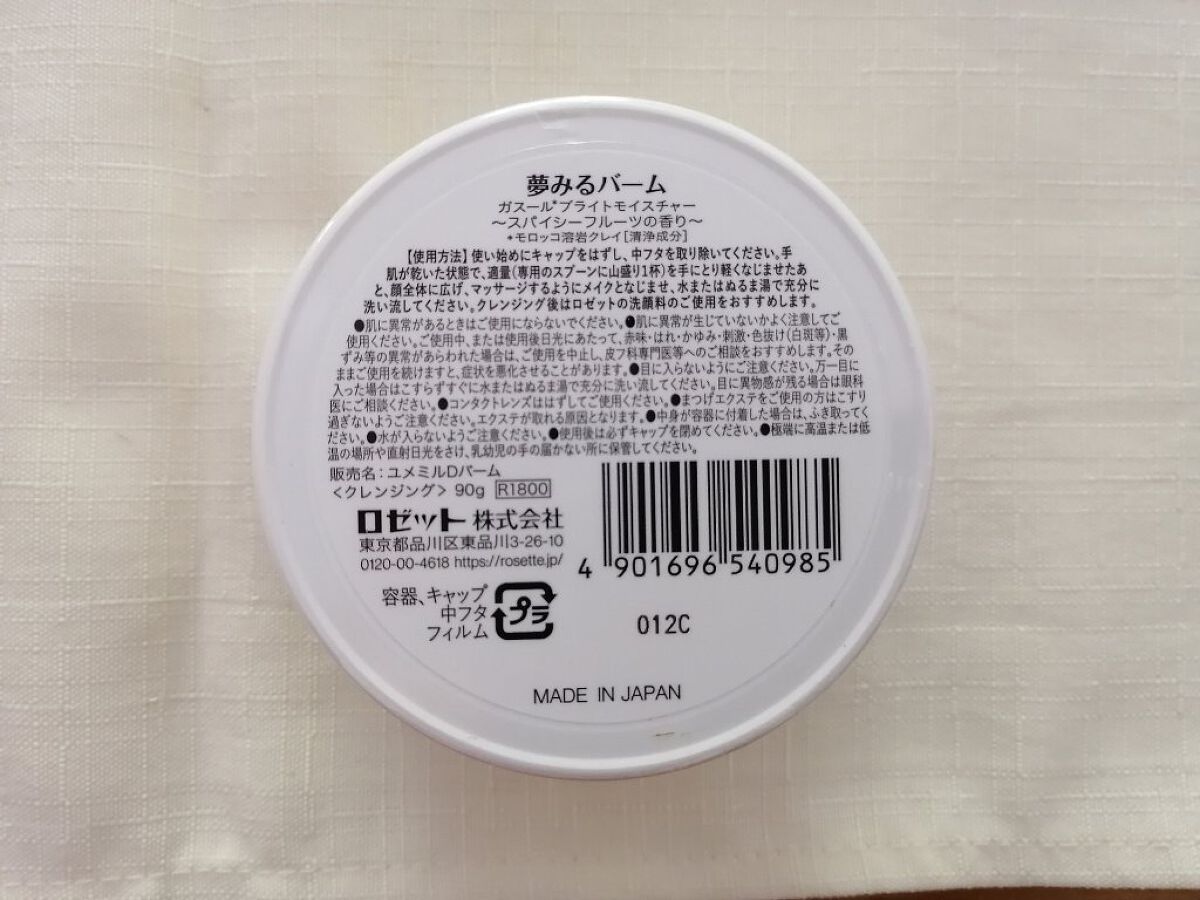 夢みるバーム
ガスール*ブライトモイスチャー
～スパイシーフルーツの香り～
*モロッコ溶岩クレイ[清浄成分]
【使用方法】使い始めにキャップをはずし、中フタを取り除いてください。手
肌が乾いた状態で、適量(専用のスプーンに山盛り1杯)を手にとり軽くなじませたあ
と、顔全体に広げ、マッサージするようにメイクとなじませ、水またはぬるま湯で充分に
洗い流してください。クレンジング後はロゼットの洗顔料のご使用をおすすめします。
●肌に異常があるときはご使用にならないでください。●肌に異常が生じていないかよく注意してご
使用ください。ご使用中、または使用後日光にあたって、赤味・はれ・かゆみ・刺激・色抜け(白斑等)・黒
ずみ等の異常があらわれた場合は、ご使用を中止し、皮フ科専門医等へのご相談をおすすめします。その
ままご使用を続けますと、症状を悪化させることがあります。●目に入らないようにご注意ください。万一目に
入った場合はこすらずすぐに水またはぬるま湯で充分に洗い流してください。目に異物感が残る場合は眼科
医にご相談ください。●コンタクトレンズははずしてご使用ください。●まつげエクステをご使用の方はこすり
過ぎないようご注意ください。エクステが取れる原因となります。●中身が容器に付着した場合は、ふき取ってく
ださい。●水が入らないようご注意ください。●使用後は必ずキャップを閉めてください。●極端に高温または低
温の場所や直射日光をさけ、乳幼児の手の届かない所に保管してください。
販売名:ユメミルDバーム
<クレンジング> 90g R1800
ロゼット株式会社
東京都品川区東品川3-26-10
0120-00-4618 https://rosette.jp/
4 901696 540985
容器、キャップ
中フタ
フィルム
プラ
012C
MADE IN JAPAN